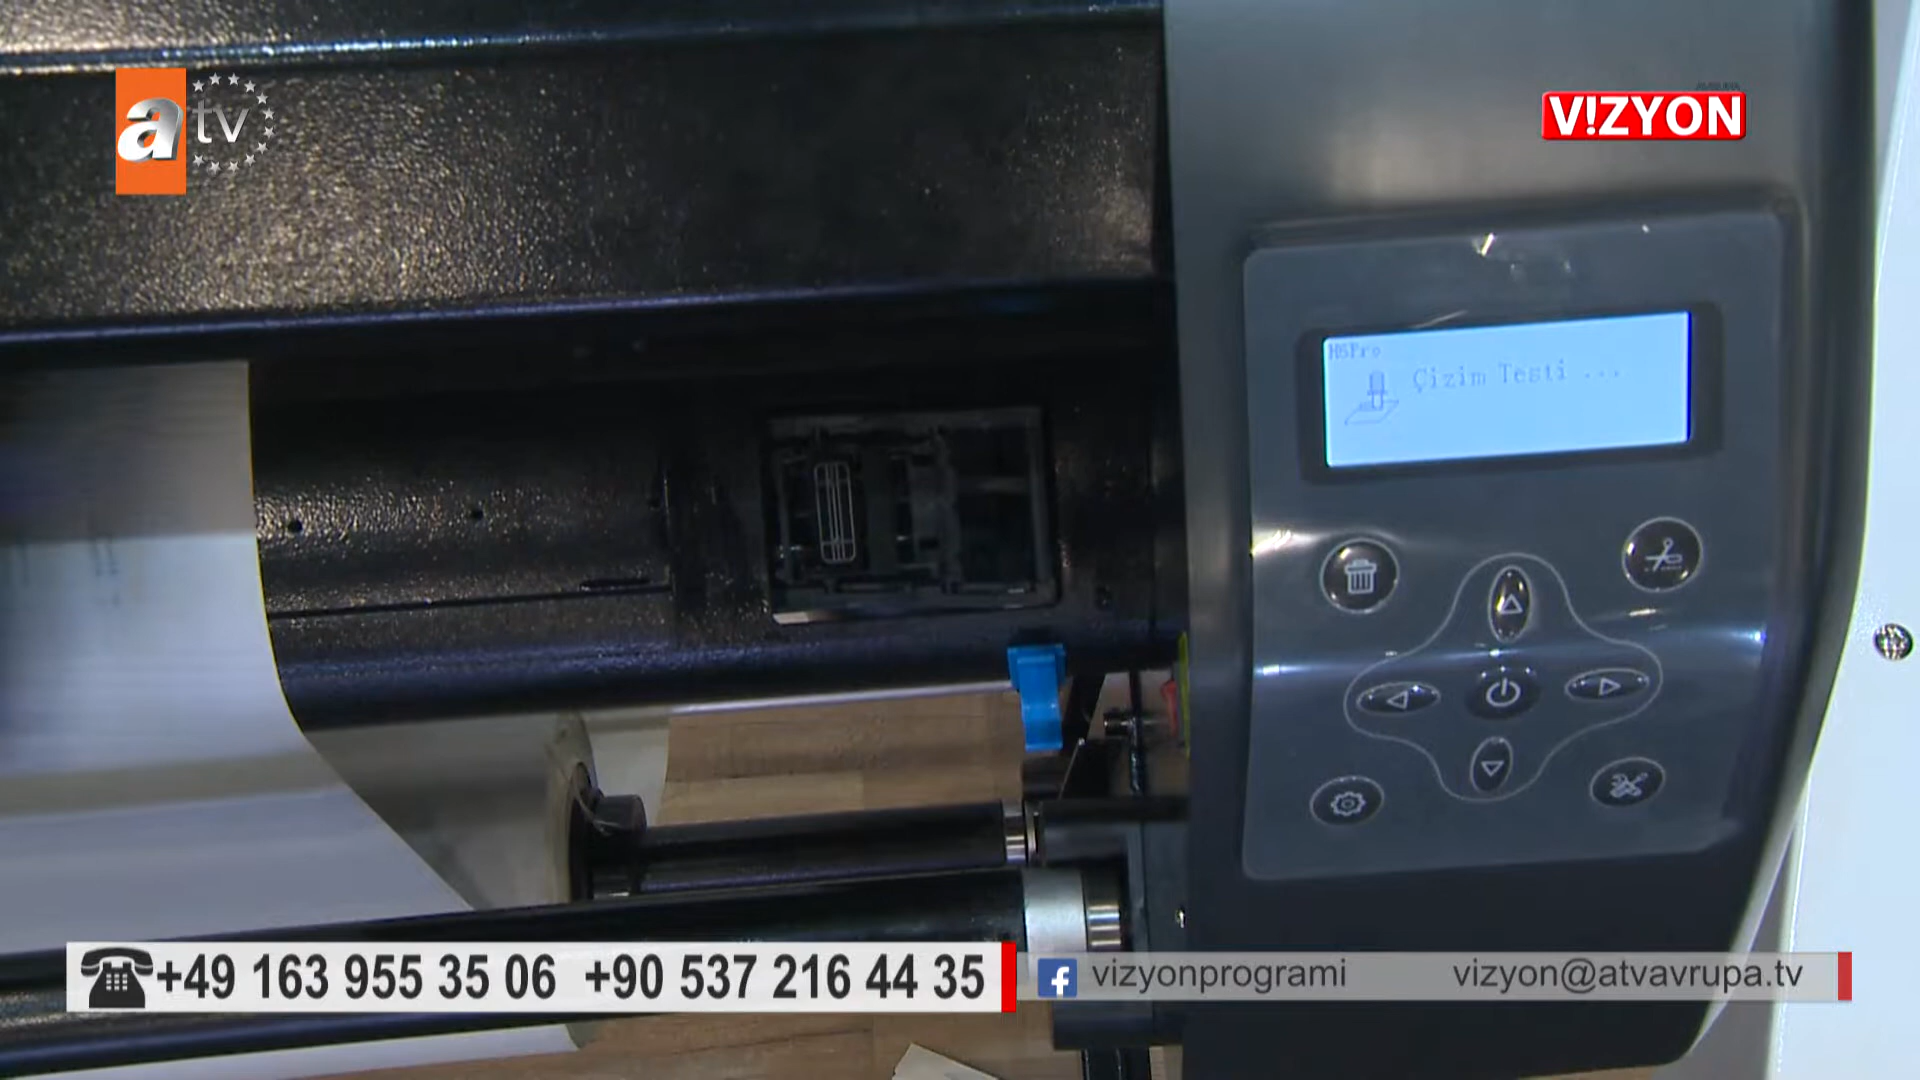 atv
V!ZYON
Çizim Testi ...
+49 163 955 35 06 +90 537 216 44 35
vizyonprogrami
vizyon@atvavrupa.tv